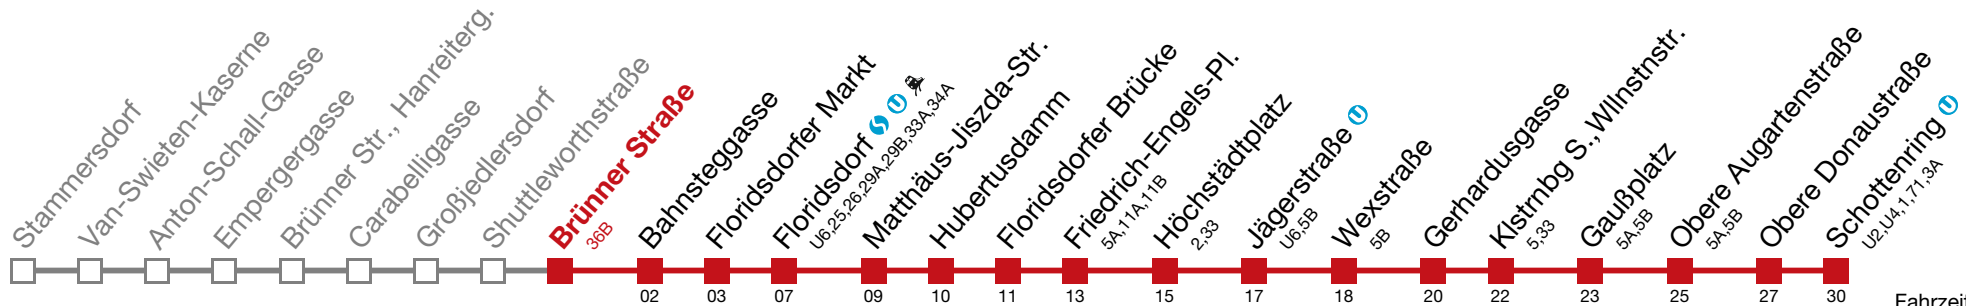 Stammersdorf
Van-Swieten-Kaserne
Anton-Schall-Gasse
Empergergasse
Brünner Str., Hanreiterg.
Carabelligasse
Großjedlersdorf
Shuttleworthstraße
Brünner Straße
36B
Bahnsteggasse
02
Floridsdorfer Markt
03
Floridsdorf S U
U6,25,26,29A,29B,33A,34A
07
Matthäus-Jiszda-Str.
09
Hubertusdamm
10
Floridsdorfer Brücke
11
Friedrich-Engels-Pl.
5A,11A,11B
13
Höchstädtplatz
2,33
15
Jägerstraße U
U6,5B
17
Wexstraße
5B
18
Gerhardusgasse
20
Klstrnbg S., Wllnstnstr.
5,33
22
Gaußplatz
5A,5B
23
Obere Augartenstraße
5A,5B
25
Obere Donaustraße
27
Schottenring U
U2,U4,1,71,3A
30
Fahrzeit